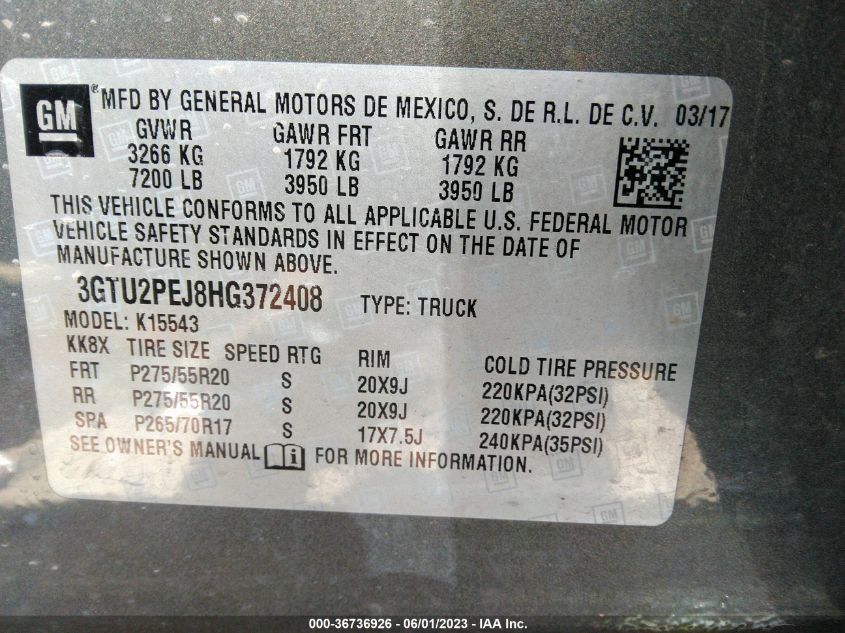 GM ® MFD BY GENERAL MOTORS DE MEXICO, S. DE R.L. DE C.V. 03/17
GVWR GAWR FRT GAWR RR
3266 KG 1792 KG 1792 KG
7200 LB 3950 LB 3950 LB
THIS VEHICLE CONFORMS TO ALL APPLICABLE U.S. FEDERAL MOTOR
VEHICLE SAFETY STANDARDS IN EFFECT ON THE DATE OF
MANUFACTURE SHOWN ABOVE.
3GTU2PEJ8HG372408 TYPE: TRUCK
MODEL: K15543
KK8X TIRE SIZE SPEED RTG RIM COLD TIRE PRESSURE
FRT P275/55R20 S 20X9J 220KPA(32PSI)
RR P275/55R20 S 20X9J 220KPA(32PSI)
SPA P265/70R17 S 17X7.5J 240KPA(35PSI)
SEE OWNER'S MANUAL i FOR MORE INFORMATION.
000-36736926 - 06/01/2023 - IAA Inc.